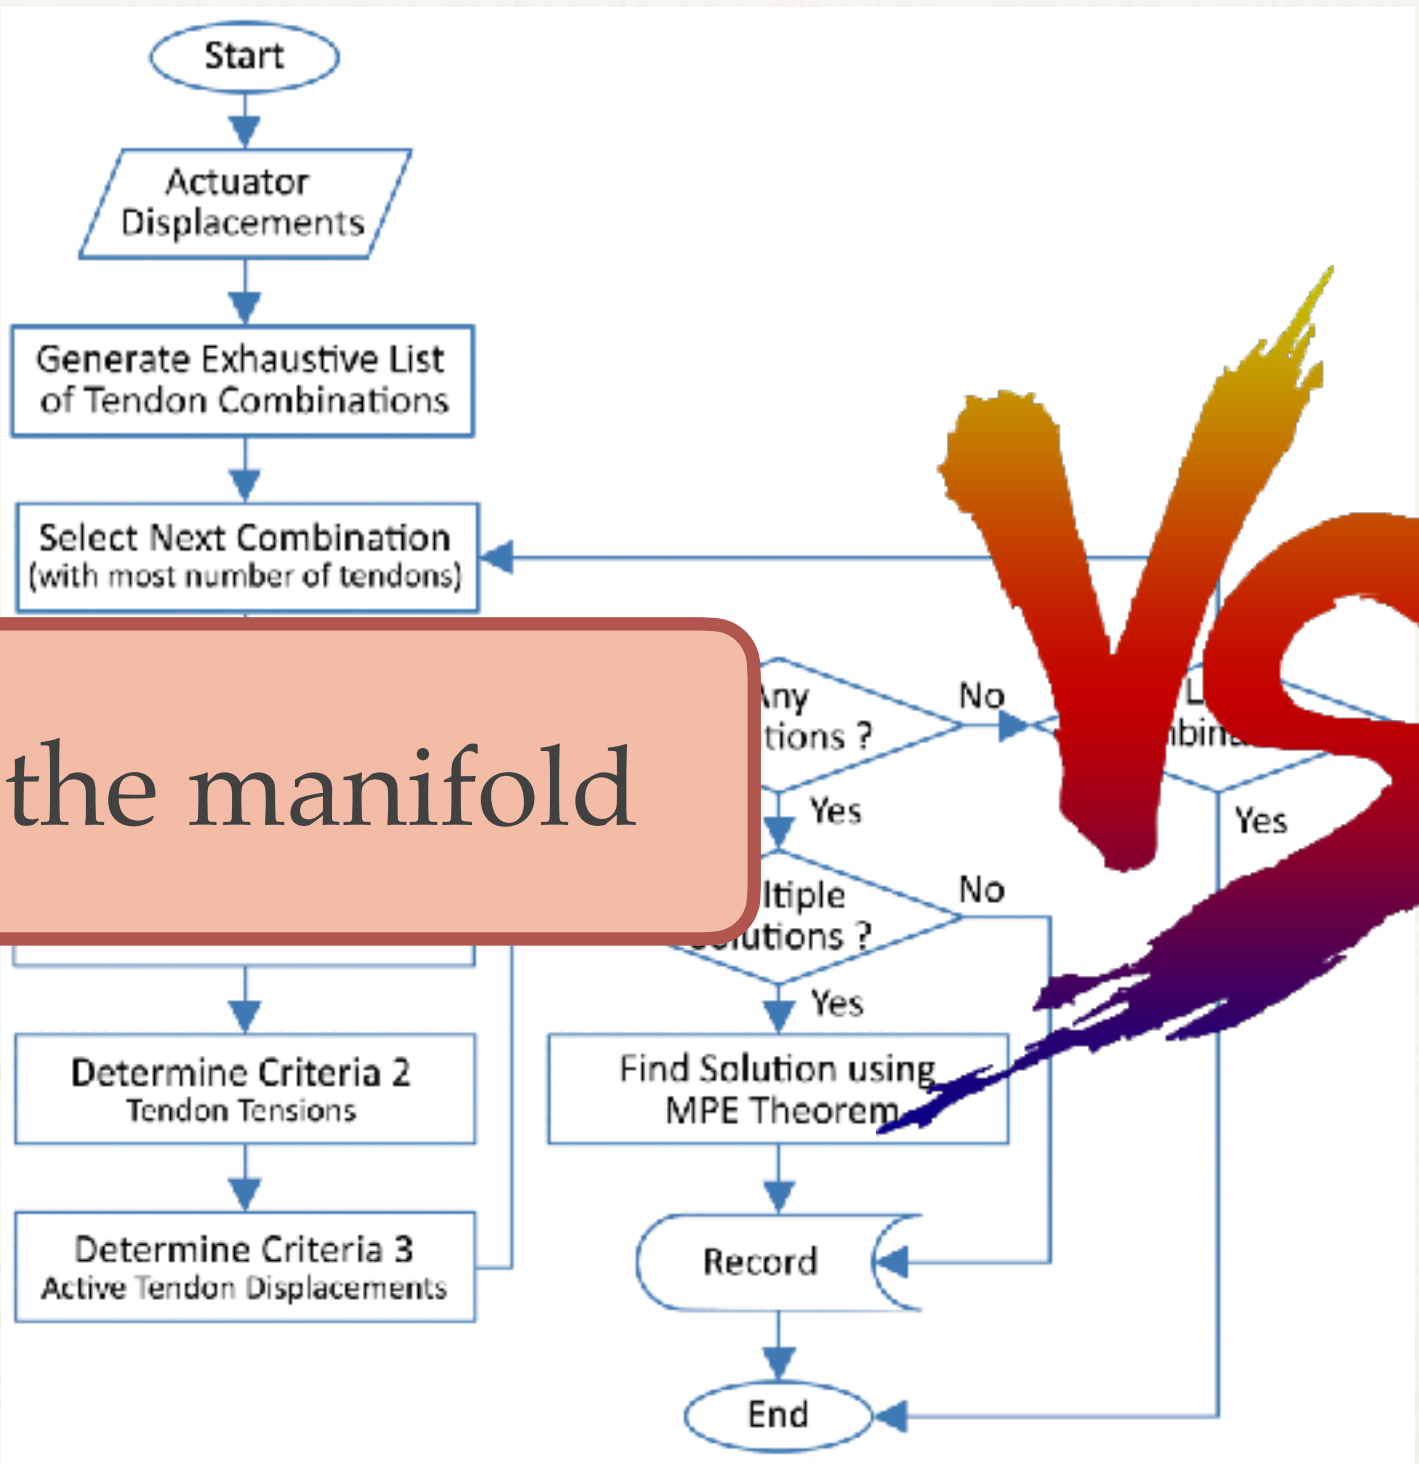 Start
Actuator
Displacements
Generate Exhaustive List
of Tendon Combinations
Select Next Combination
(with most number of tendons)
the manifold
Determine Criteria 2
Tendon Tensions
Determine Criteria 3
Active Tendon Displacements
Any
?
No
Yes
?
No
Yes
Find Solution using
MPE Theorem
Record
End
Yes
VS